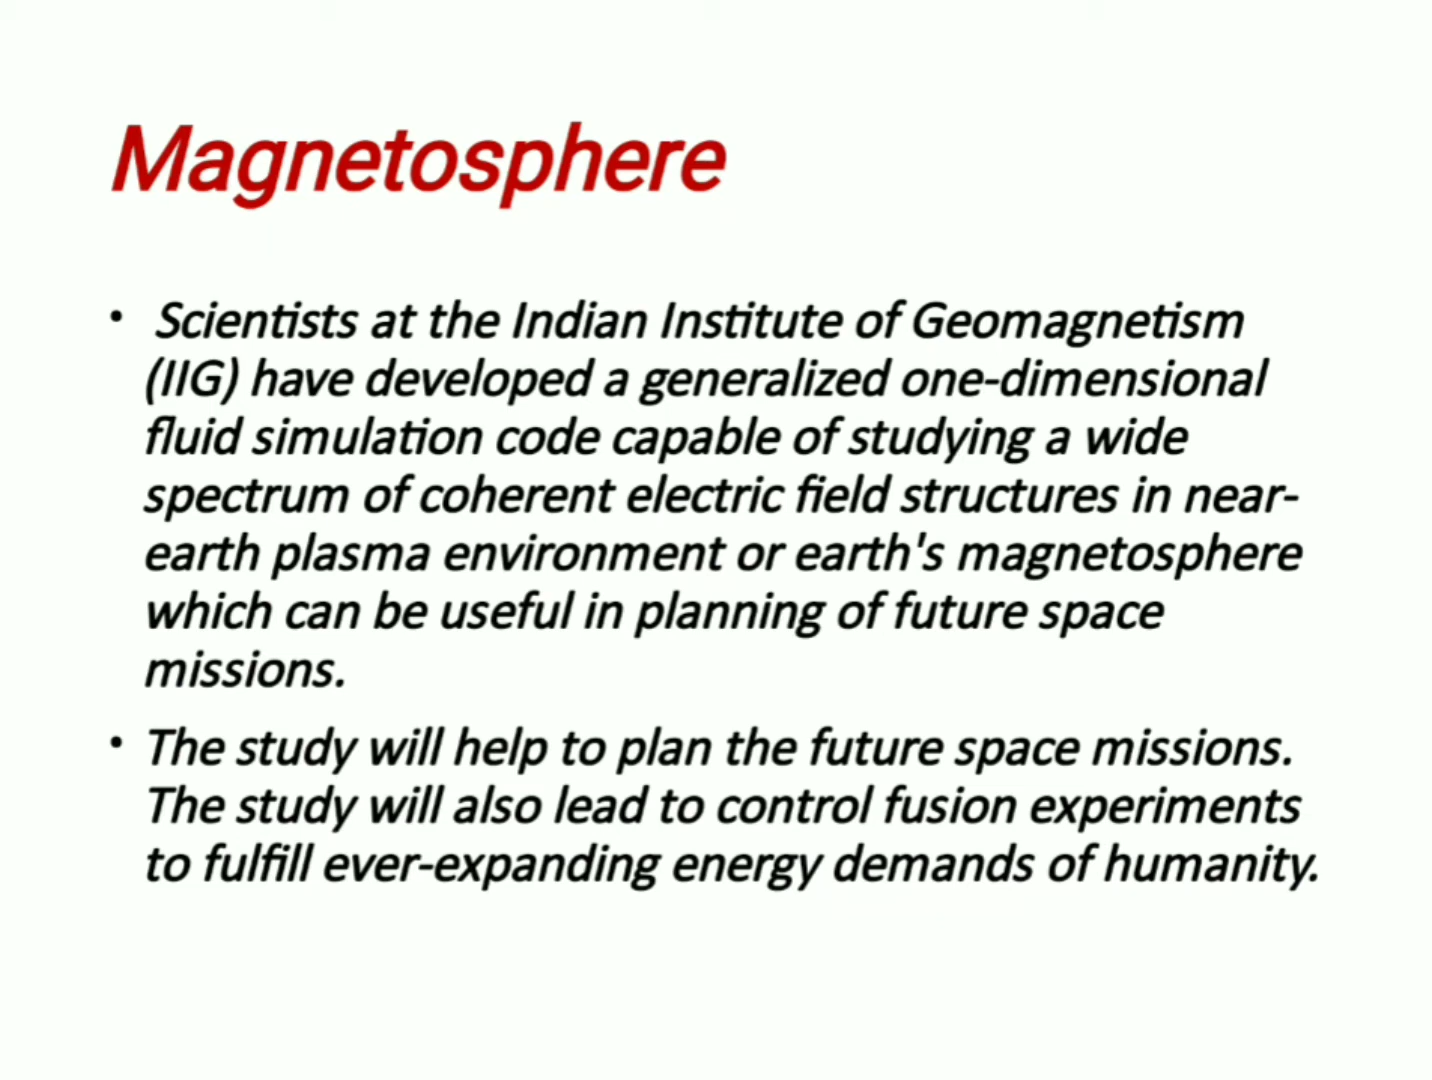 Magnetosphere
• Scientists at the Indian Institute of Geomagnetism
(IIG) have developed a generalized one-dimensional
fluid simulation code capable of studying a wide
spectrum of coherent electric field structures in near-
earth plasma environment or earth's magnetosphere
which can be useful in planning of future space
missions.
• The study will help to plan the future space missions.
The study will also lead to control fusion experiments
to fulfill ever-expanding energy demands of humanity.